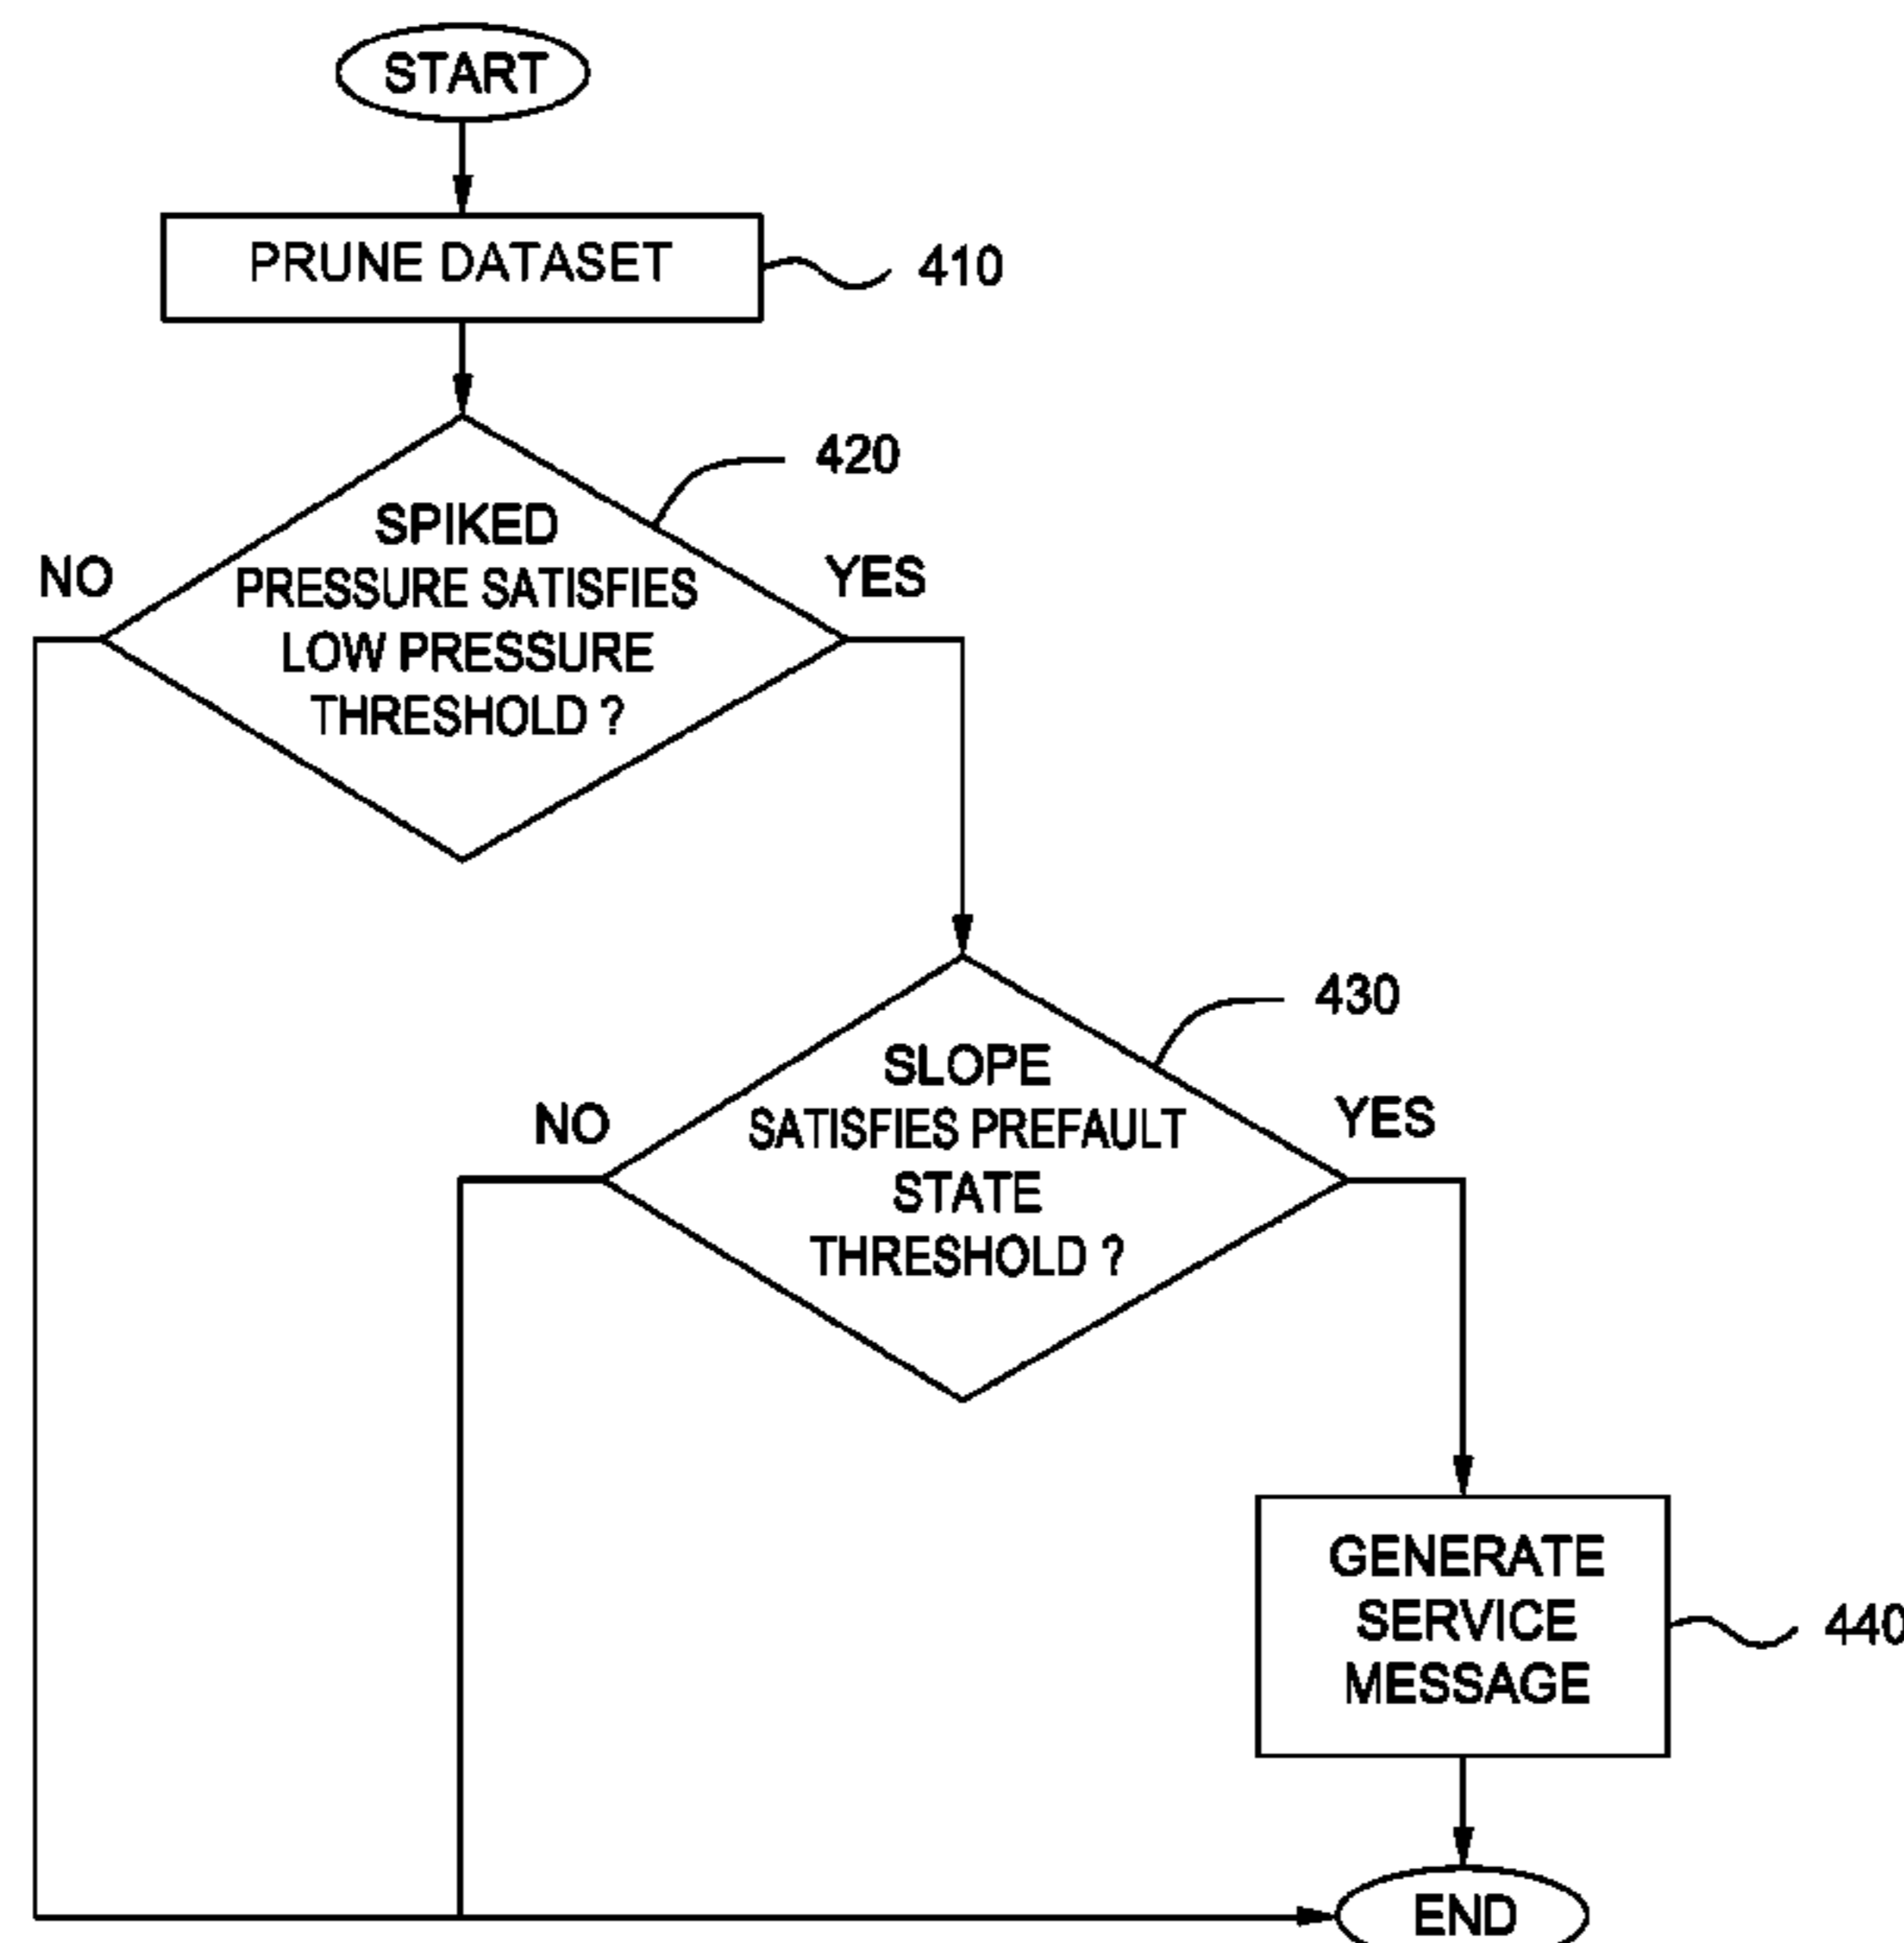 START
PRUNE DATASET
410
420
SPIKED
PRESSURE SATISFIES
LOW PRESSURE
THRESHOLD ?
NO
YES
430
SLOPE
SATISFIES PREFAULT
STATE
THRESHOLD ?
NO
YES
GENERATE
SERVICE
MESSAGE
440
END